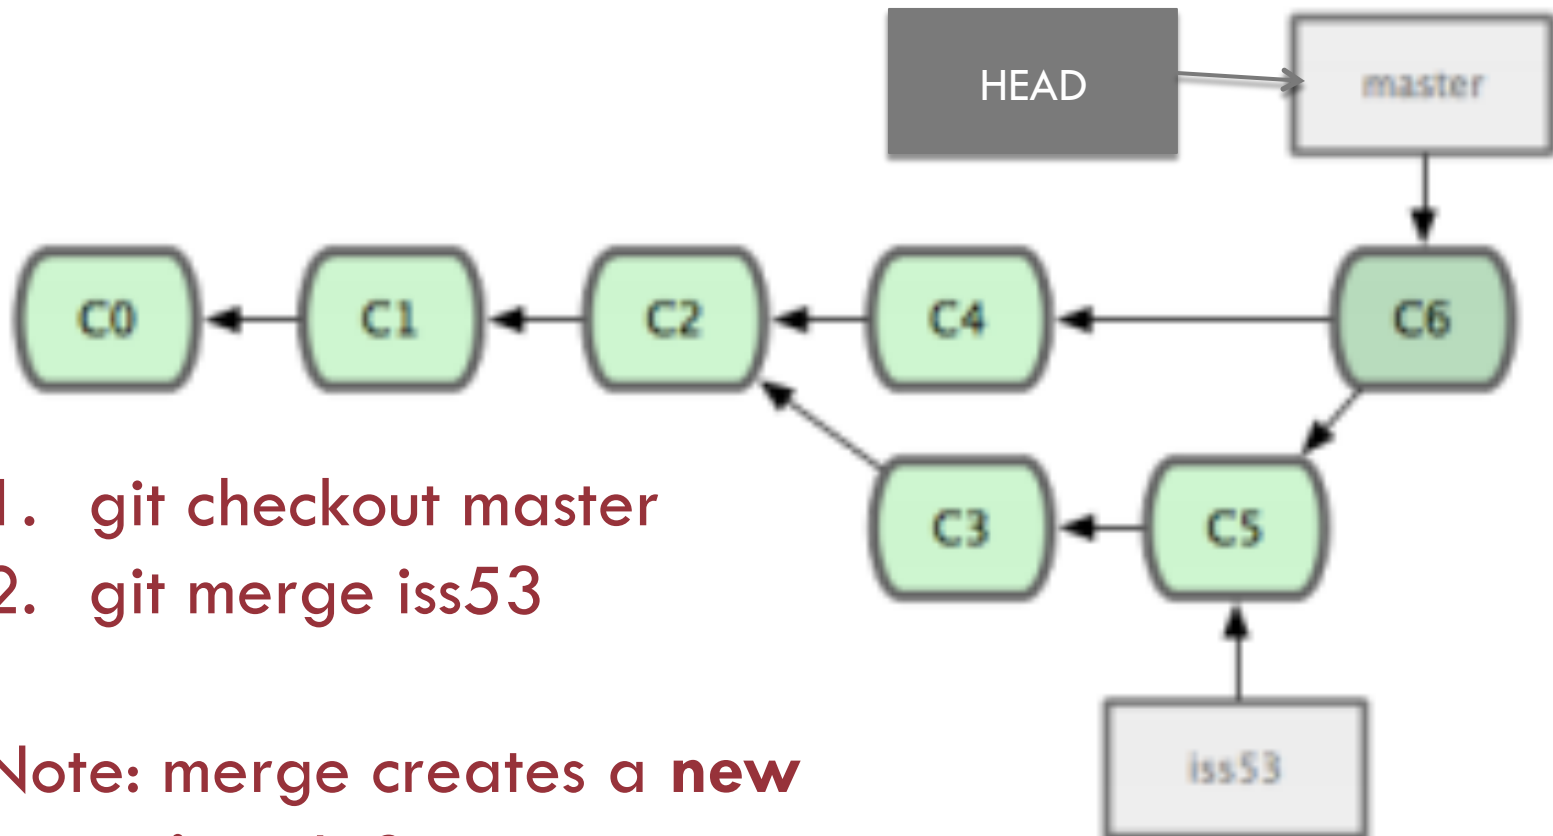 HEAD
master
C0
C1
C2
C4
C6
C3
C5
1. git checkout master
2. git merge iss53
iss53
Note: merge creates a new